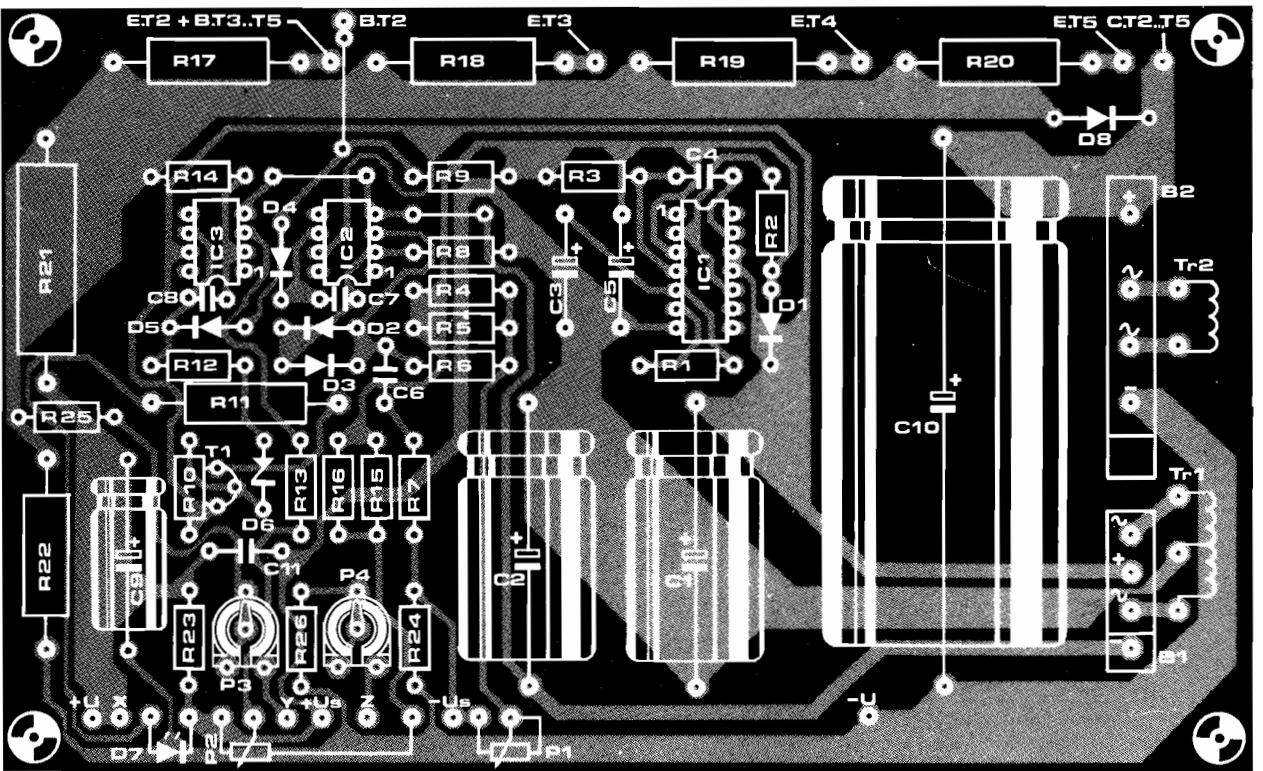 E.T2 + B.T3..T5
B.T2
E.T3
E.T4
E.T5 C.T2..T5
R17
R18
R19
R20
D8
R14
R9
R3
C4
B2
+
D4
1
R2
R21
IC3
IC2
R8
+
+
IC1
Tr2
~
C3
C5
1
1
R4
C8
C7
D1
D5
D2
R5
~
R12
D3
R6
R1
C6
+
-
R11
C10
R25
T1
R10
R13
R16
R15
R7
Tr1
D6
~
+
+
+
R22
C9
C11
C2
C1
+
P4
~
R23
R26
R24
P3
-
B1
+U
X
Y
+Us
Z
-Us
-U
D7
P2
P1